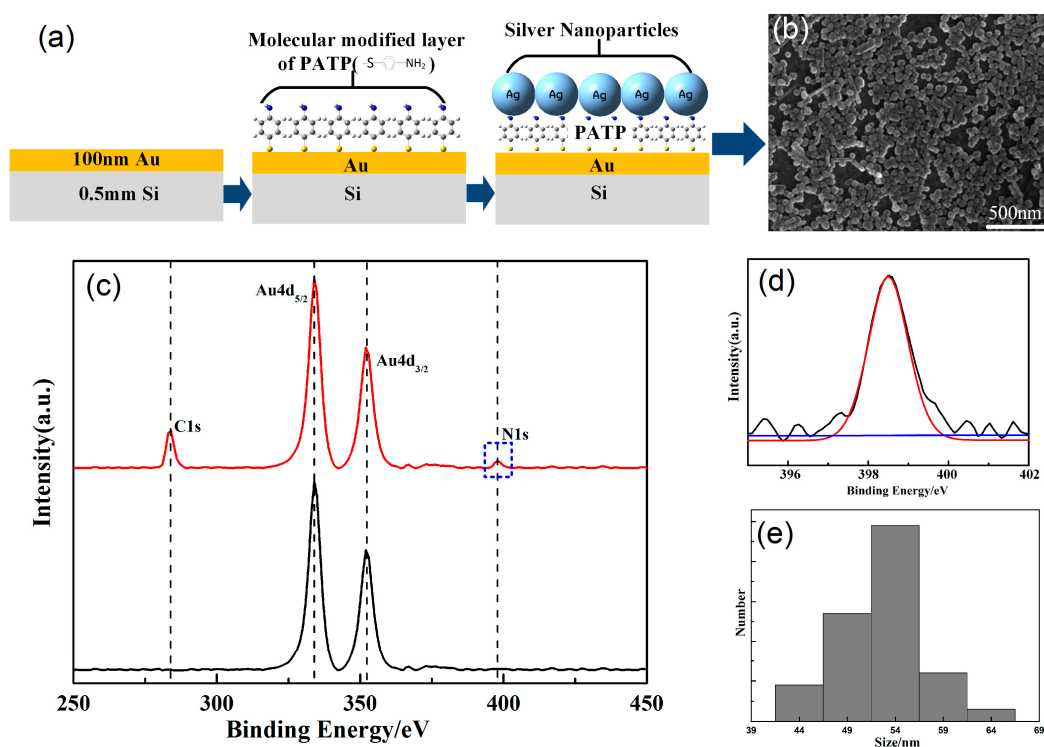 (a)
Molecular modified layer
of PATP( -S- -NH₂ )
100nm Au
0.5mm Si
Au
Si
Silver Nanoparticles
Ag Ag Ag Ag Ag
PATP
Au
Si
(b)
500nm
(c)
Au4d5/2
Au4d3/2
C1s
N1s
Intensity(a.u.)
250 300 350 400 450
Binding Energy/eV
(d)
Intensity(a.u.)
396 398 400 402
Binding Energy/eV
(e)
Number
39 44 49 54 59 64 69
Size/nm